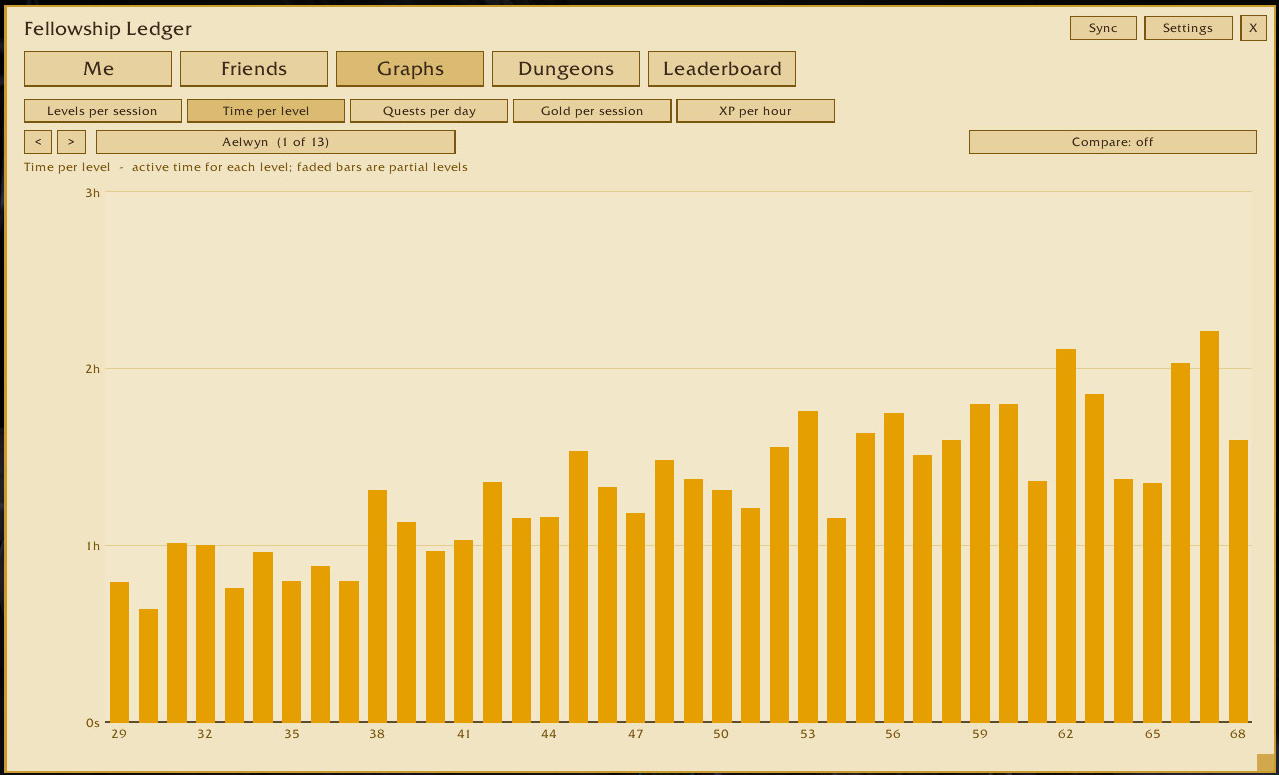 Fellowship Ledger
Sync Settings X
Me Friends Graphs Dungeons Leaderboard
Levels per session Time per level Quests per day Gold per session XP per hour
< > Aelwyn (1 of 13) Compare: off
Time per level - active time for each level; faded bars are partial levels
3h
2h
1h
0s
29 32 35 38 41 44 47 50 53 56 59 62 65 68